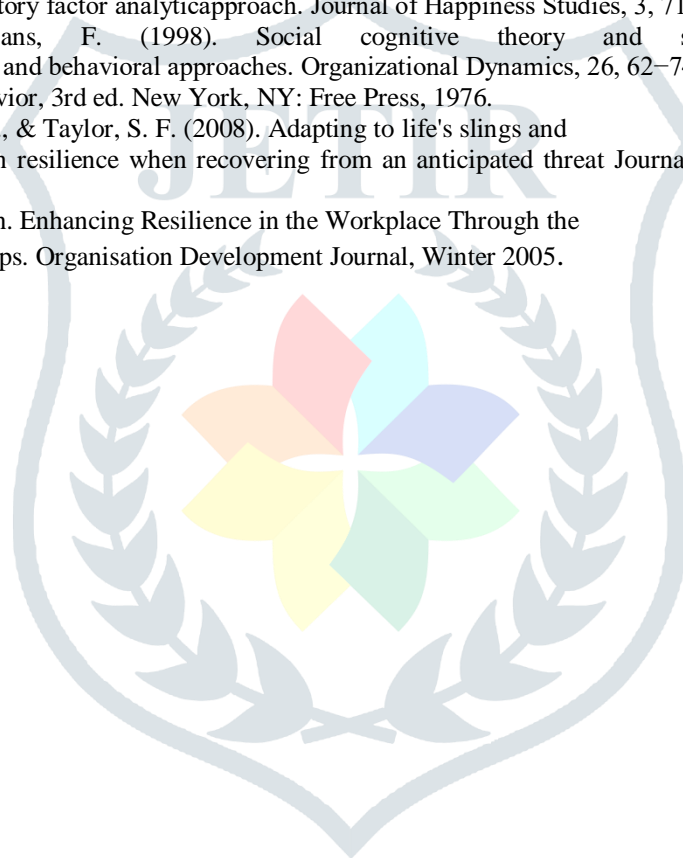 tory factor analyticapproach. Journal of Happiness Studies, 3, 71
ans, F. (1998). Social cognitive theory and s
and behavioral approaches. Organizational Dynamics, 26, 62−7
vior, 3rd ed. New York, NY: Free Press, 1976.
., & Taylor, S. F. (2008). Adapting to life's slings and
n resilience when recovering from an anticipated threat Journa
n. Enhancing Resilience in the Workplace Through the
ps. Organisation Development Journal, Winter 2005.
JETIR